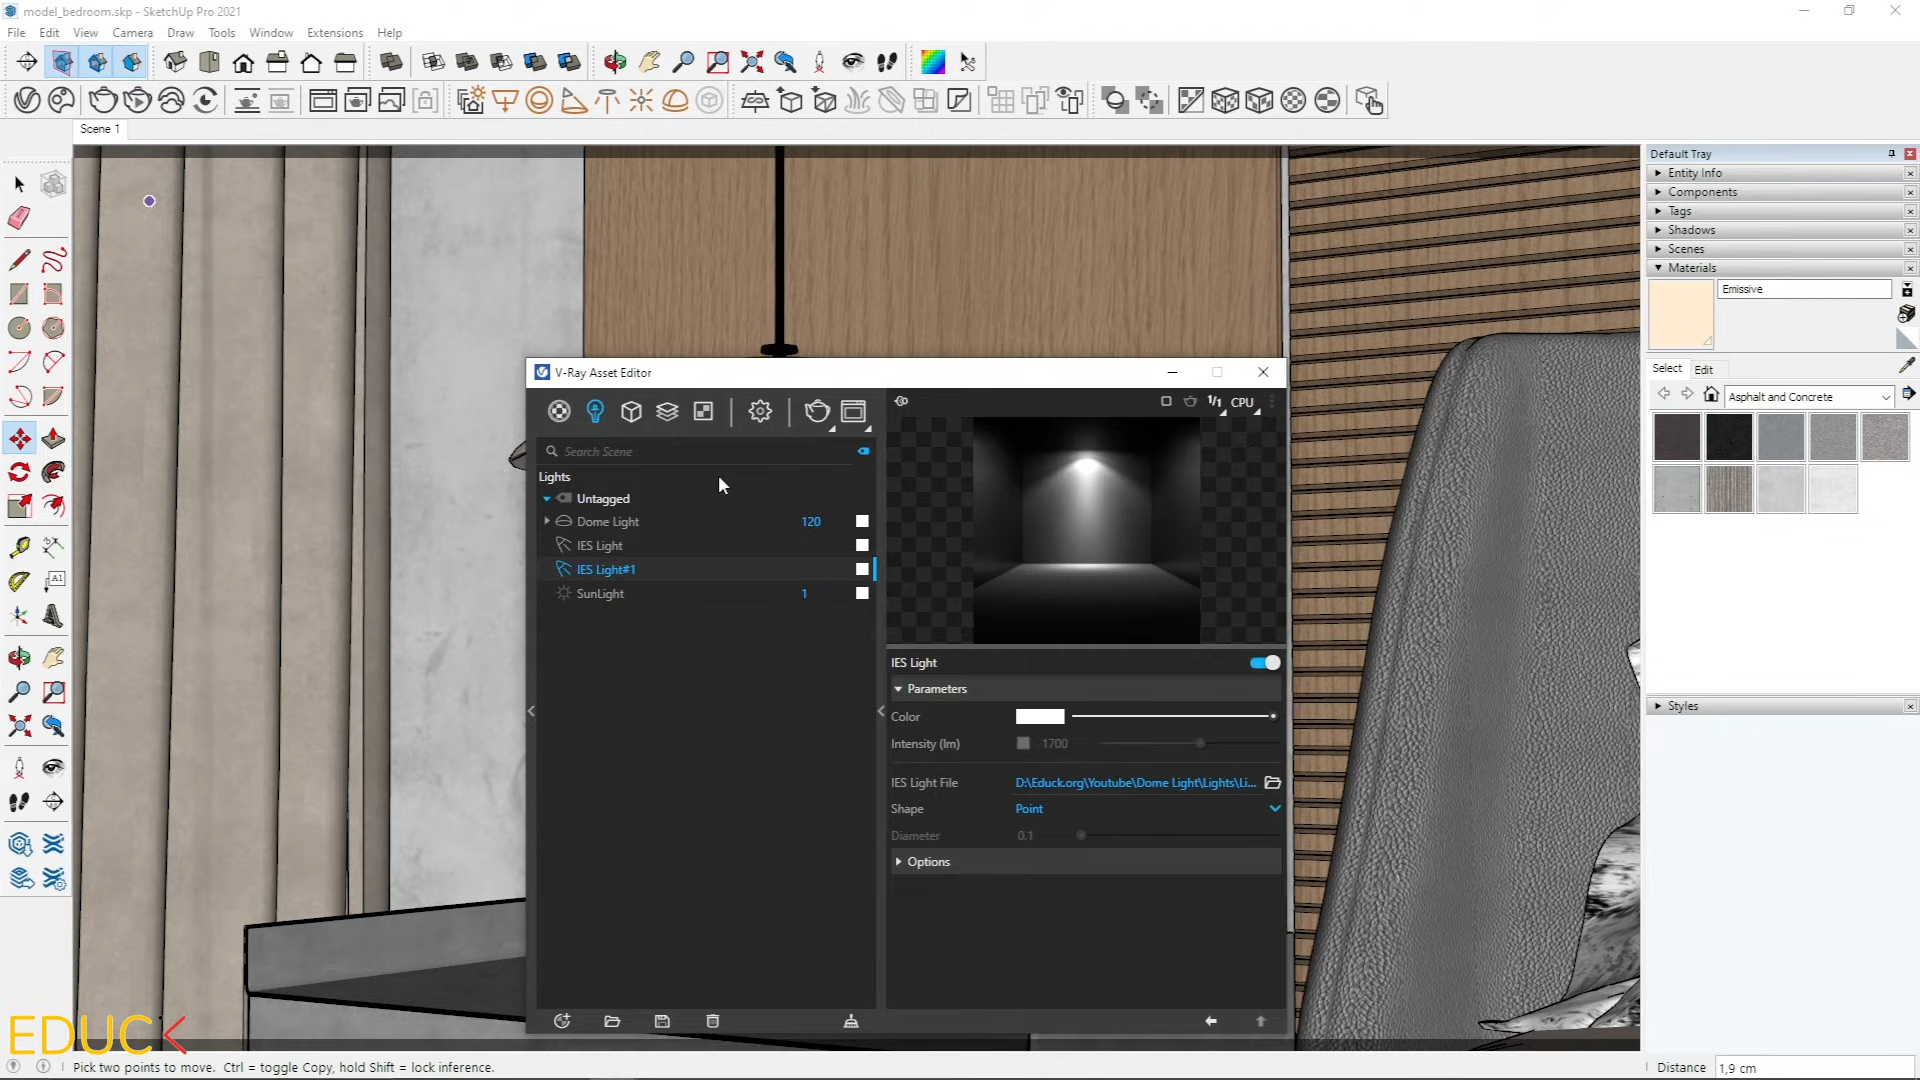 model_bedroom.skp - SketchUp Pro 2021
File Edit View Camera Draw Tools Window Extensions Help
Scene 1
Default Tray
Entity Info
Components
Tags
Shadows
Scenes
Materials
Emissive
Select Edit
Asphalt and Concrete
Styles
A1
V-Ray Asset Editor
1/1 CPU
Search Scene
Lights
Untagged
Dome Light 120
IES Light
IES Light#1
SunLight 1
IES Light
Parameters
Color
Intensity (lm) 1700
IES Light File D:\Educk.org\Youtube\Dome Light\Lights\Li...
Shape Point
Diameter 0.1
Options
EDUCK
Pick two points to move. Ctrl = toggle Copy, hold Shift = lock inference.
Distance 1,9 cm